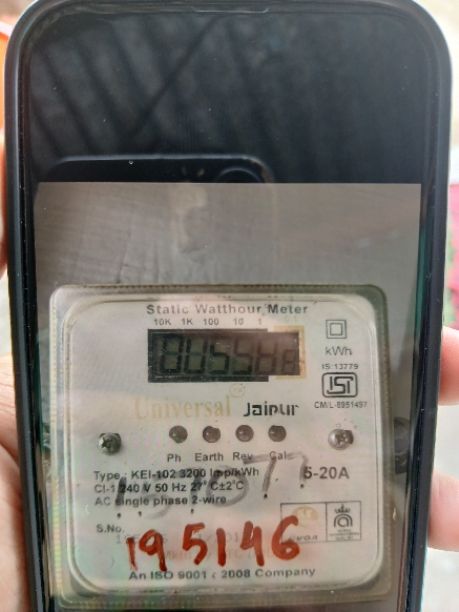 Static Watthour Meter
10K 1K 100 10 1
kWh
IS:13779
ISI
CM/L-8951497
Universal Jaipur
Ph Earth Rev Cal
Type : KEI-102 3200 Imp/kWh 5-20A
Cl-1 240 V 50 Hz 27°C±2°C
AC single phase 2-wire
S.No.
195146
An ISO 9001 : 2008 Company